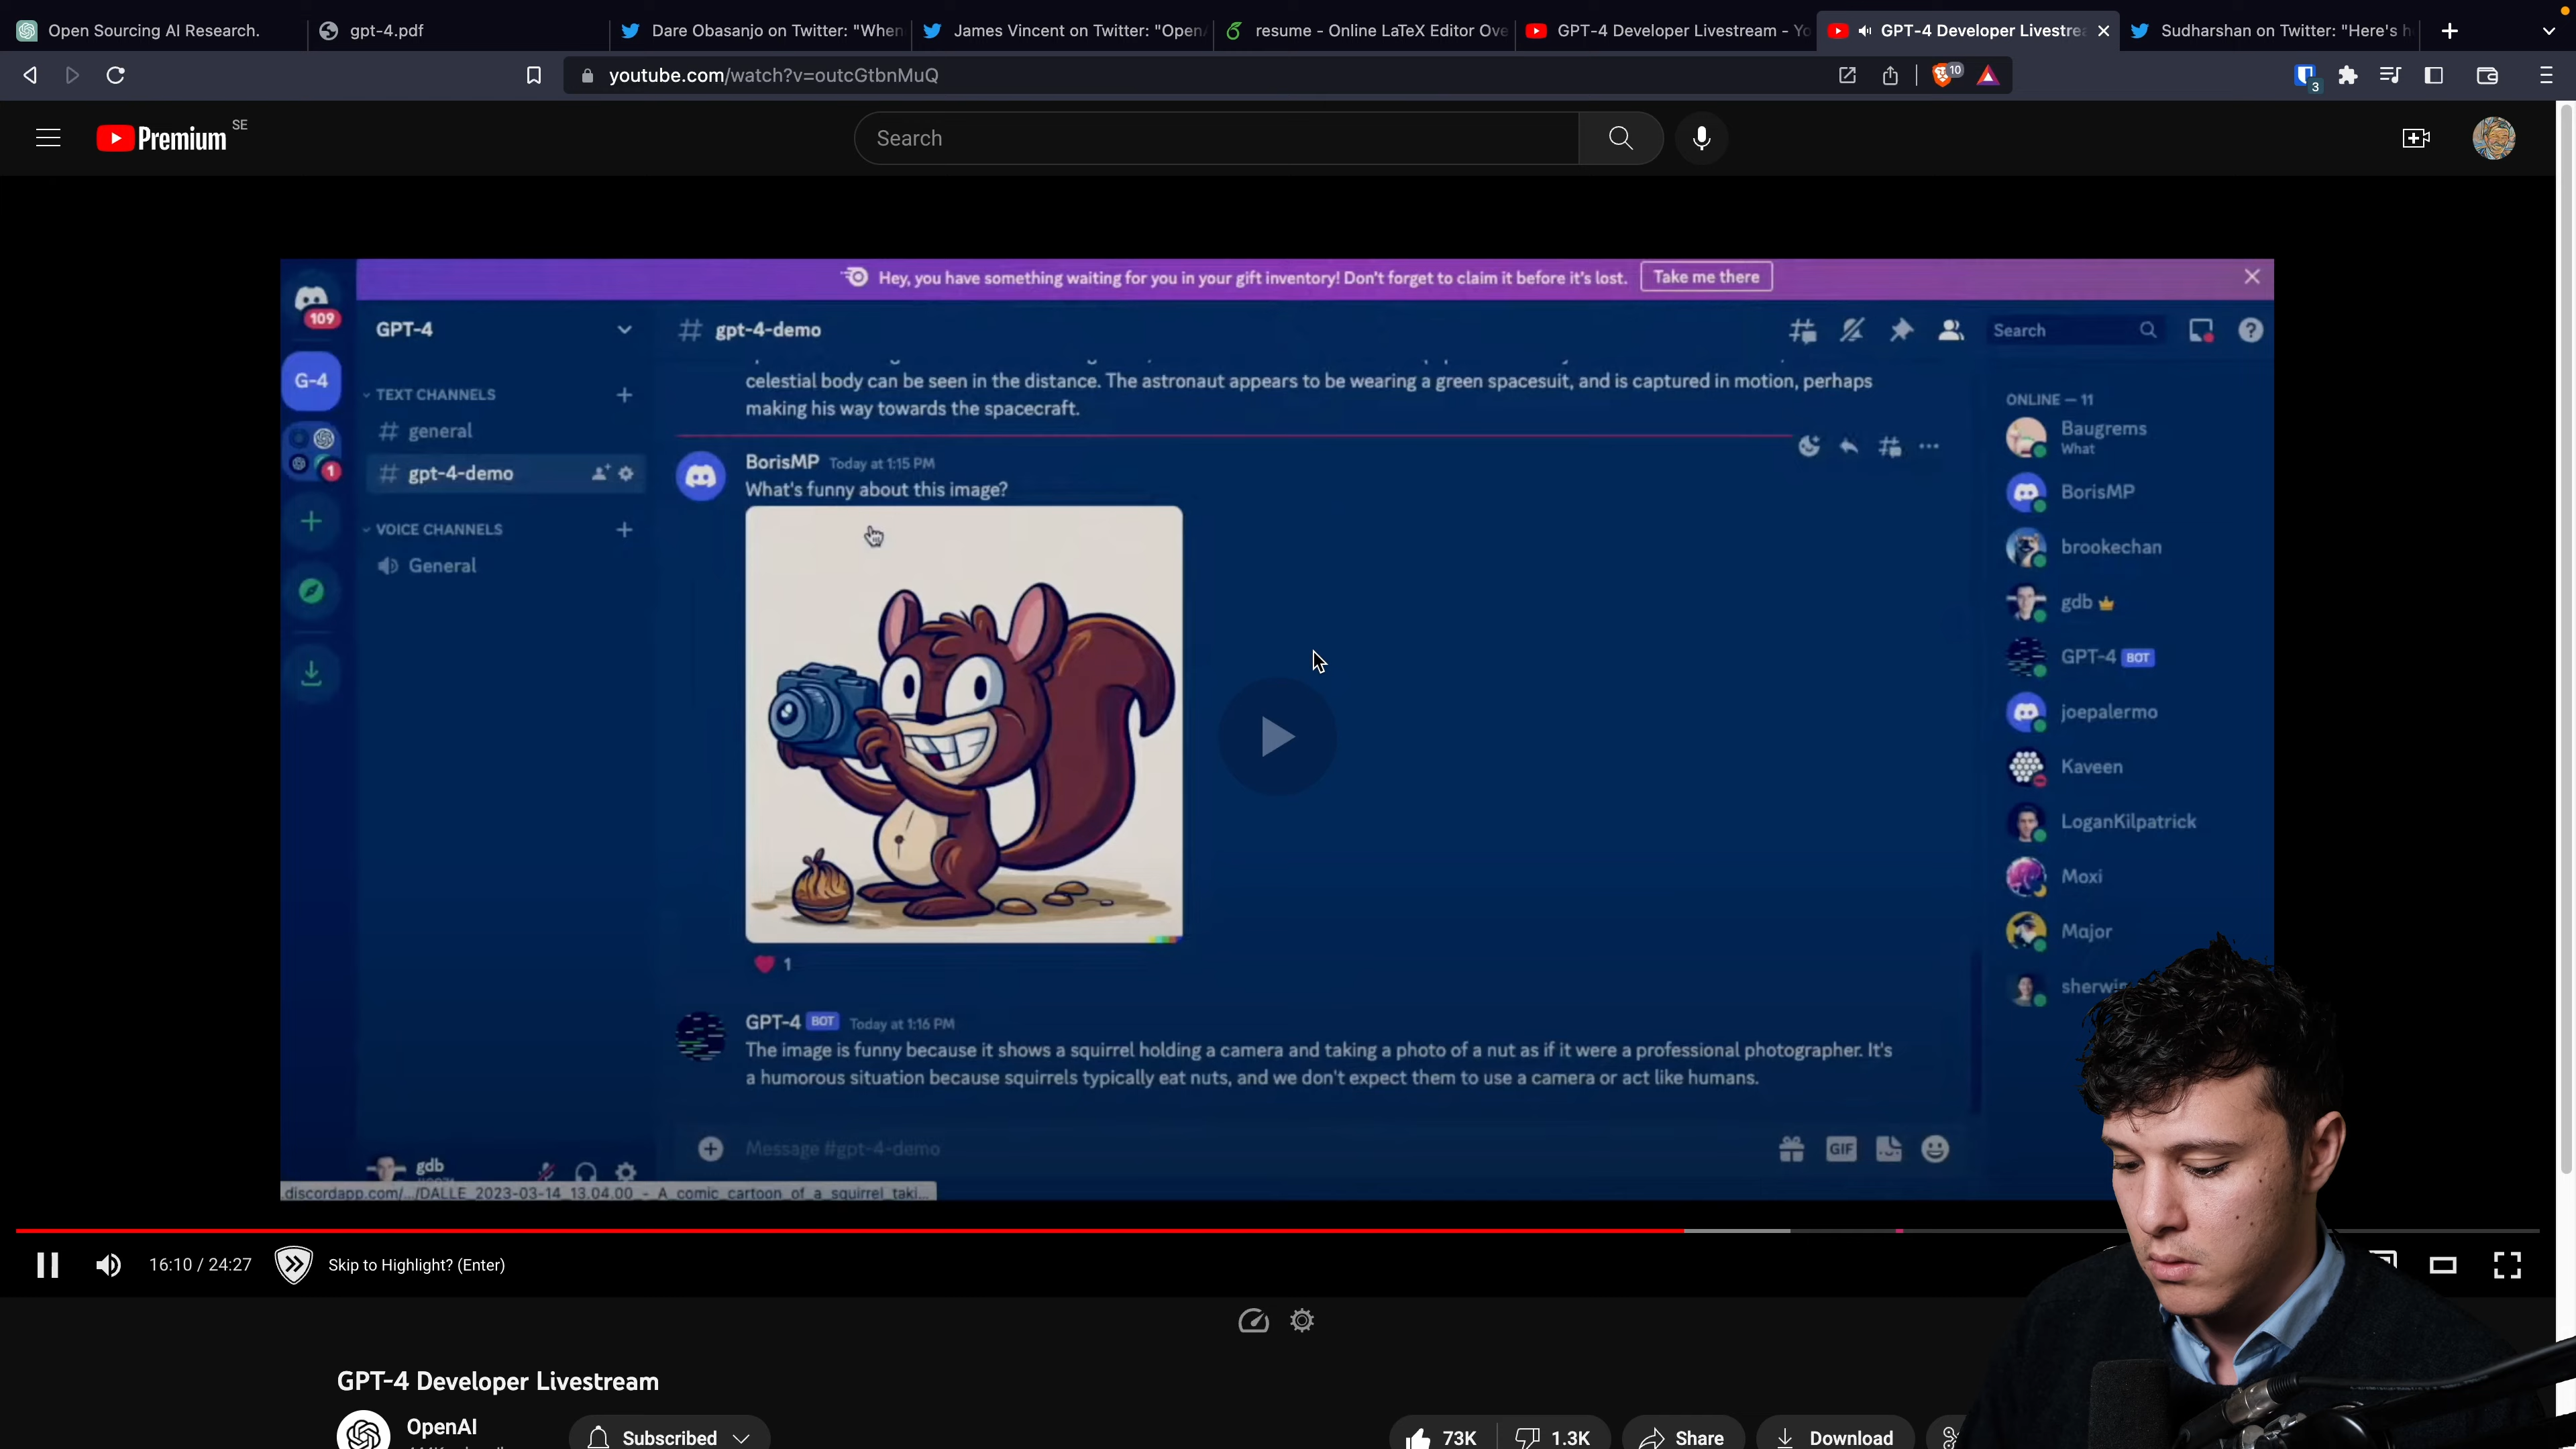 Open Sourcing AI Research.
gpt-4.pdf
Dare Obasanjo on Twitter: "When
James Vincent on Twitter: "Open
resume - Online LaTeX Editor Ove
GPT-4 Developer Livestream - Yo
GPT-4 Developer Livestre
Sudharshan on Twitter: "Here's h
youtube.com/watch?v=outcGtbnMuQ
10
3
Premium
SE
Search
Hey, you have something waiting for you in your gift inventory! Don't forget to claim it before it's lost.
Take me there
109
GPT-4
gpt-4-demo
Search
G-4
TEXT CHANNELS
general
gpt-4-demo
1
VOICE CHANNELS
General
celestial body can be seen in the distance. The astronaut appears to be wearing a green spacesuit, and is captured in motion, perhaps
making his way towards the spacecraft.
BorisMP Today at 1:15 PM
What's funny about this image?
1
GPT-4 BOT Today at 1:16 PM
The image is funny because it shows a squirrel holding a camera and taking a photo of a nut as if it were a professional photographer. It's
a humorous situation because squirrels typically eat nuts, and we don't expect them to use a camera or act like humans.
Message #gpt-4-demo
GIF
ONLINE — 11
Baugrems
What
BorisMP
brookechan
gdb
GPT-4 BOT
joepalermo
Kaveen
LoganKilpatrick
Moxi
Major
sherwin
gdb
discordapp.com/.../DALLE_2023-03-14_13.04.00_-_A_comic_cartoon_of_a_squirrel_taki...
16:10 / 24:27
Skip to Highlight? (Enter)
GPT-4 Developer Livestream
OpenAI
Subscribed
73K
1.3K
Share
Download